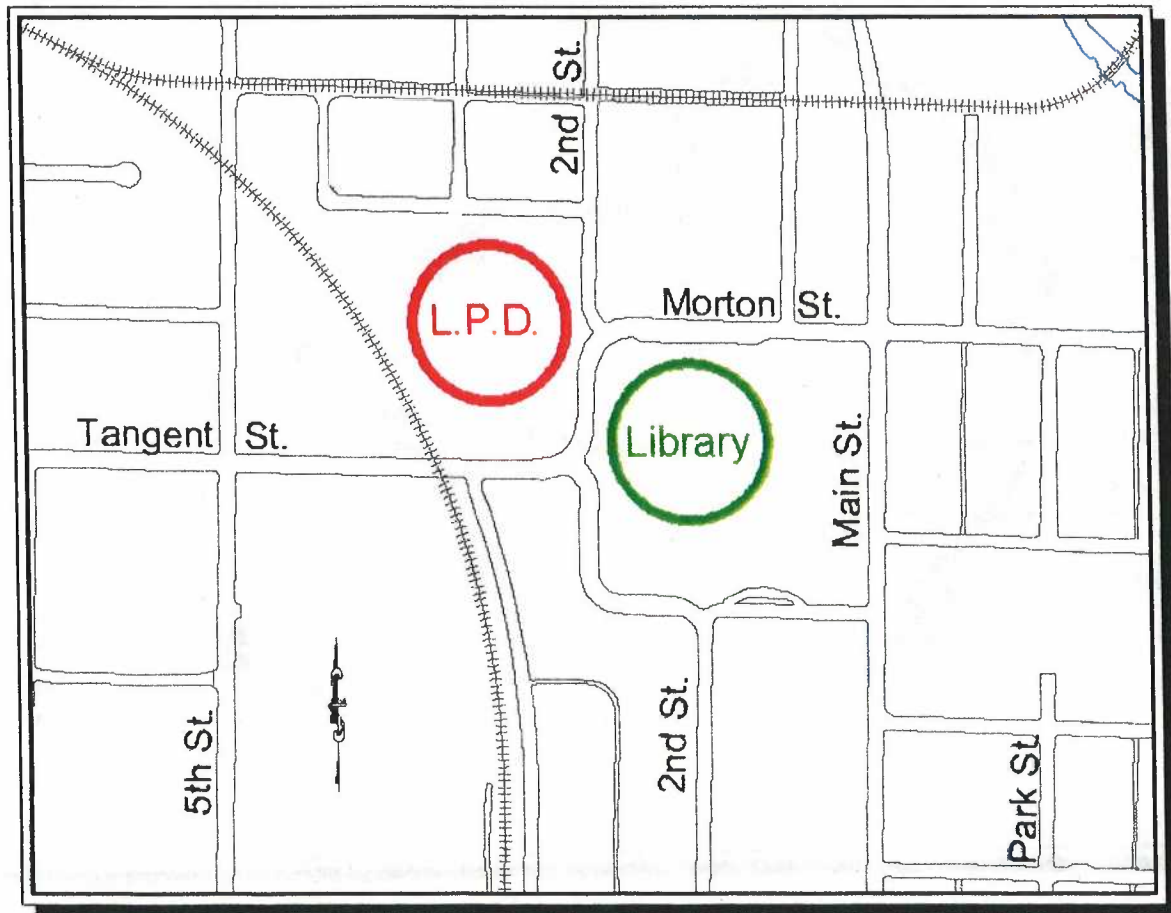 2nd St.
L.P.D.
Morton St.
Library
Tangent St.
Main St.
5th St.
2nd St.
Park St.